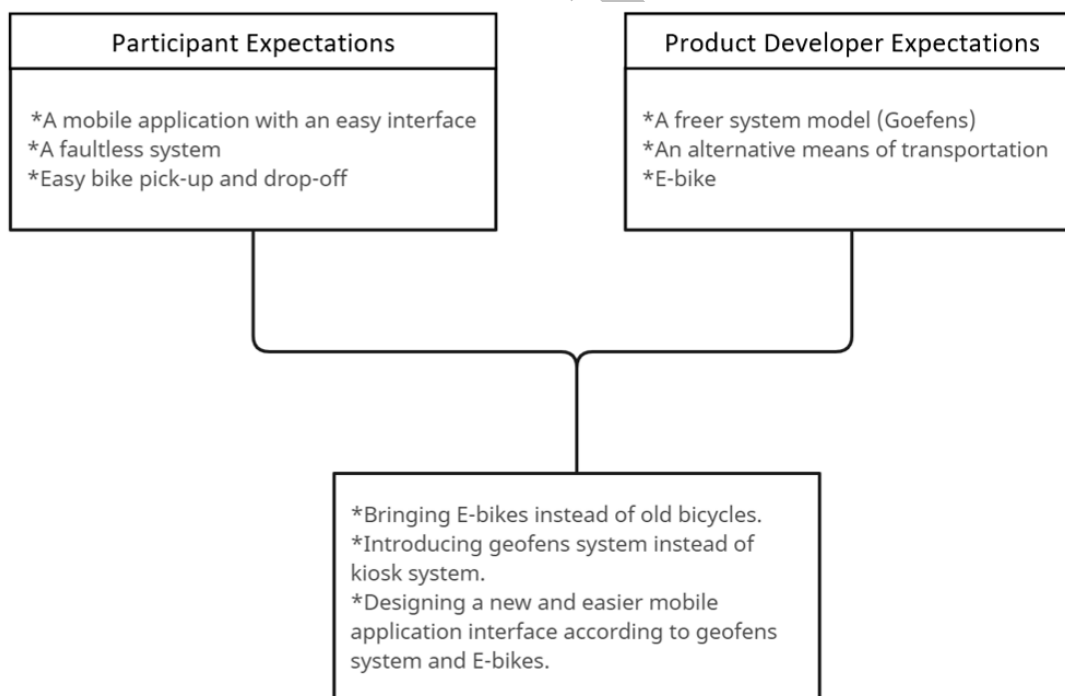 Participant Expectations
*A mobile application with an easy interface
*A faultless system
*Easy bike pick-up and drop-off
Product Developer Expectations
*A freer system model (Goefens)
*An alternative means of transportation
*E-bike
*Bringing E-bikes instead of old bicycles.
*Introducing geofens system instead of
kiosk system.
*Designing a new and easier mobile
application interface according to geofens
system and E-bikes.